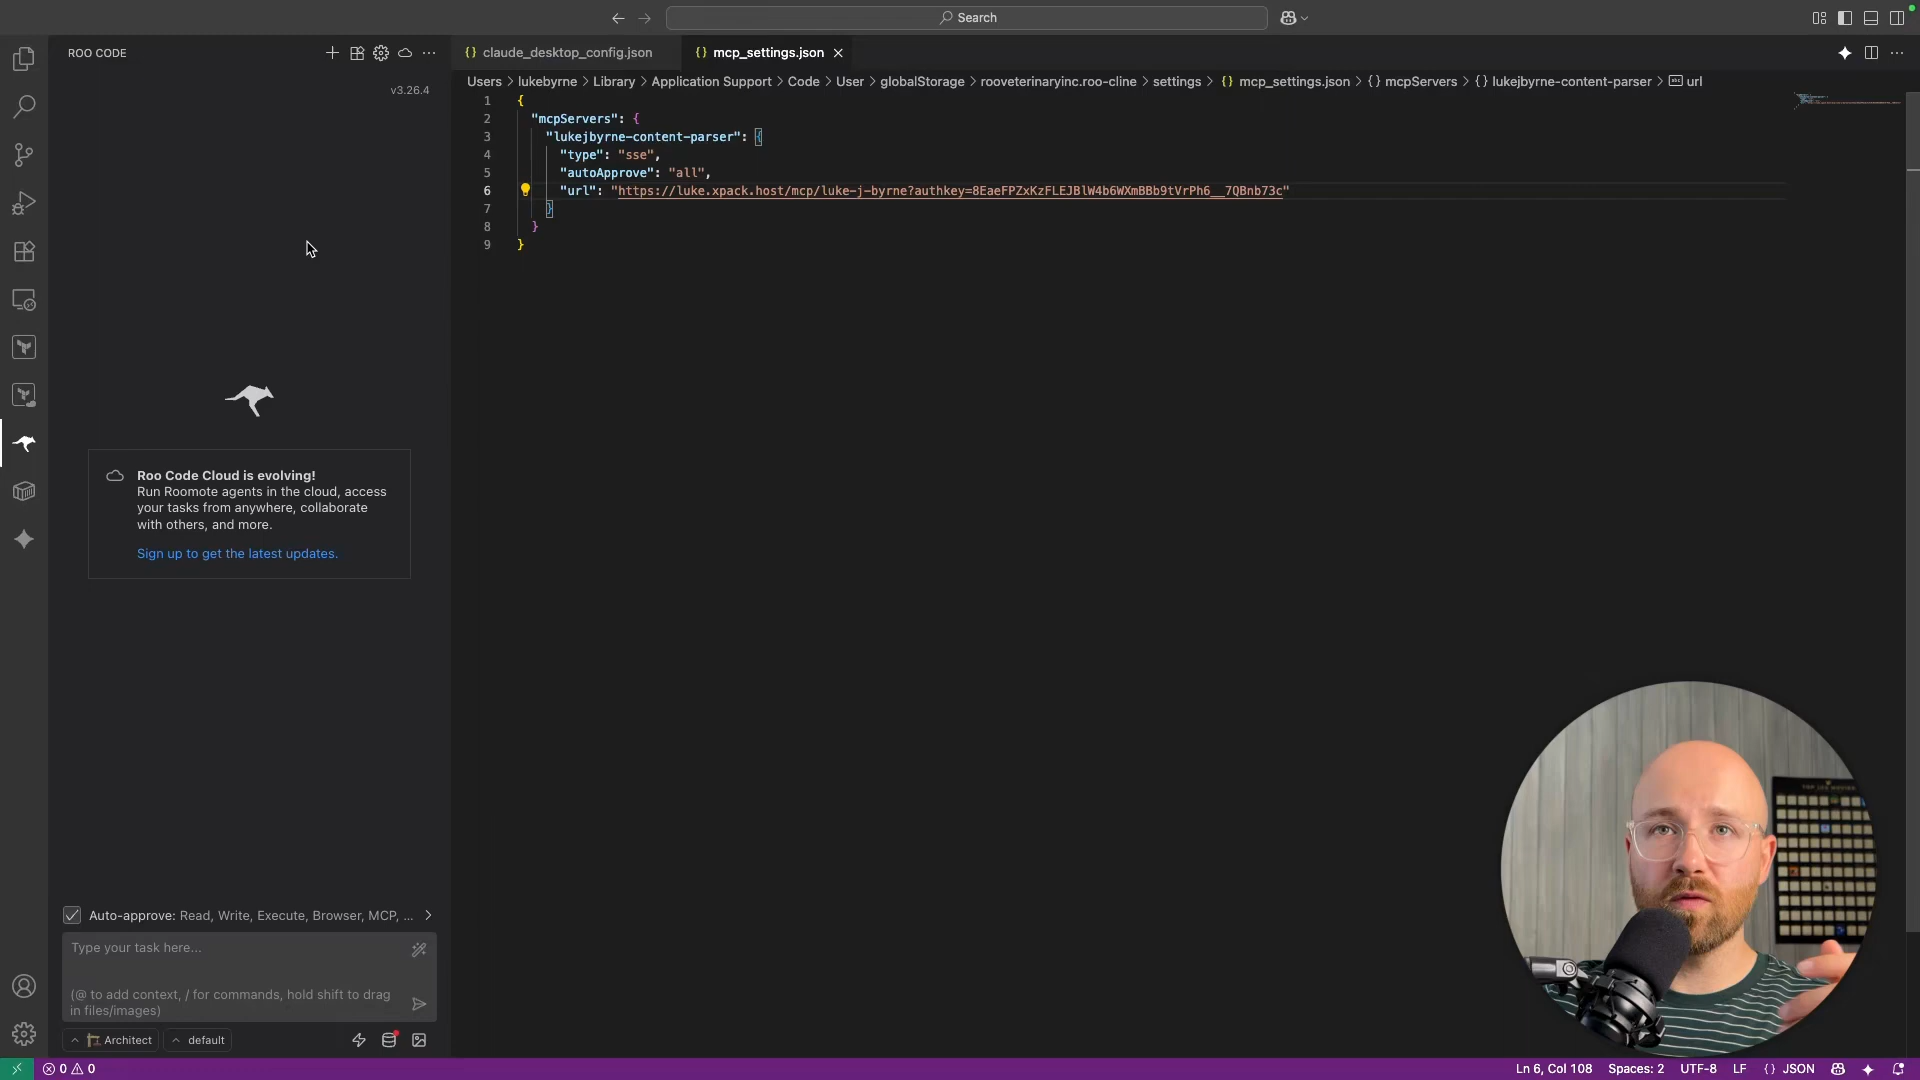 Search
ROO CODE
v3.26.4
claude_desktop_config.json
mcp_settings.json
Users > lukebyrne > Library > Application Support > Code > User > globalStorage > rooveterinaryinc.roo-cline > settings > {} mcp_settings.json > {} mcpServers > {} lukejbyrne-content-parser > url
1 {
2 "mcpServers": {
3 "lukejbyrne-content-parser": {
4 "type": "sse",
5 "autoApprove": "all",
6 "url": "https://luke.xpack.host/mcp/luke-j-byrne?authkey=8EaeFPZxKzFLEJBlW4b6WXmBBb9tVrPh6__7QBnb73c"
7 }
8 }
9 }
Roo Code Cloud is evolving!
Run Roomote agents in the cloud, access
your tasks from anywhere, collaborate
with others, and more.
Sign up to get the latest updates.
Auto-approve: Read, Write, Execute, Browser, MCP, ...
Type your task here...
(@ to add context, / for commands, hold shift to drag
in files/images)
Architect
default
0 0
Ln 6, Col 108
Spaces: 2
UTF-8
LF
{} JSON